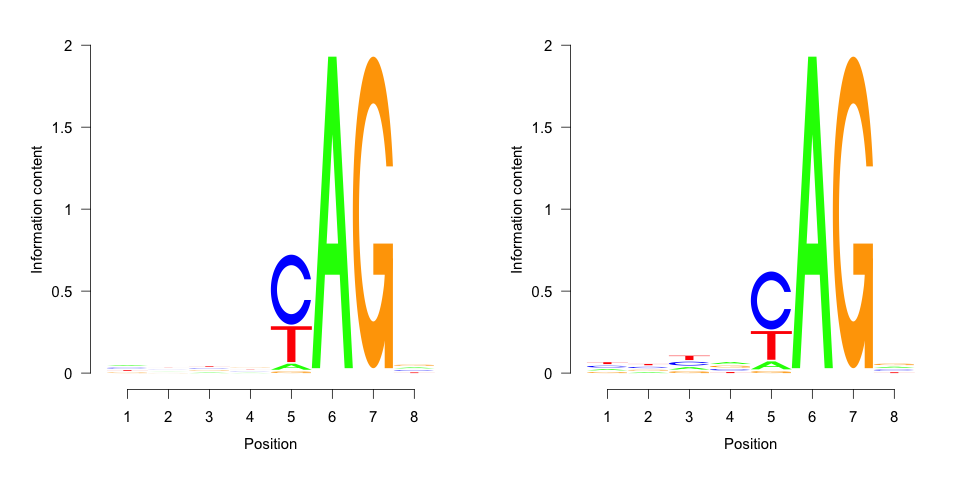 2
1.5
1
0.5
0
Information content
C
T
A
A
G
1 2 3 4 5 6 7 8
Position
2
1.5
1
0.5
0
Information content
C
T
A
A
G
1 2 3 4 5 6 7 8
Position